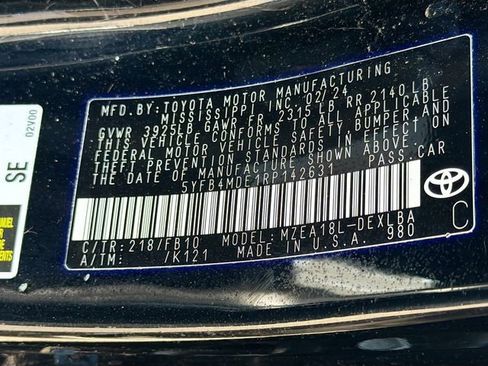 MFD.BY:TOYOTA MOTOR MANUFACTURING
MISSISSIPPI, INC. 02/24
GVWR 3925LB GAWR FR 2315LB RR 2140LB
THIS VEHICLE CONFORMS TO ALL APPLICABLE
FEDERAL MOTOR VEHICLE SAFETY, BUMPER, AND
THEFT PREVENTION STANDARDS IN EFFECT ON
THE DATE OF MANUFACTURE SHOWN ABOVE.
5YFB4MDE1RP142631 PASS.CAR
C/TR: 218/FB10 MODEL: MZEA18L-DEXLBA
A/TM: /K121 MADE IN U.S.A. 980
TOYOTA
C
SE
02V00